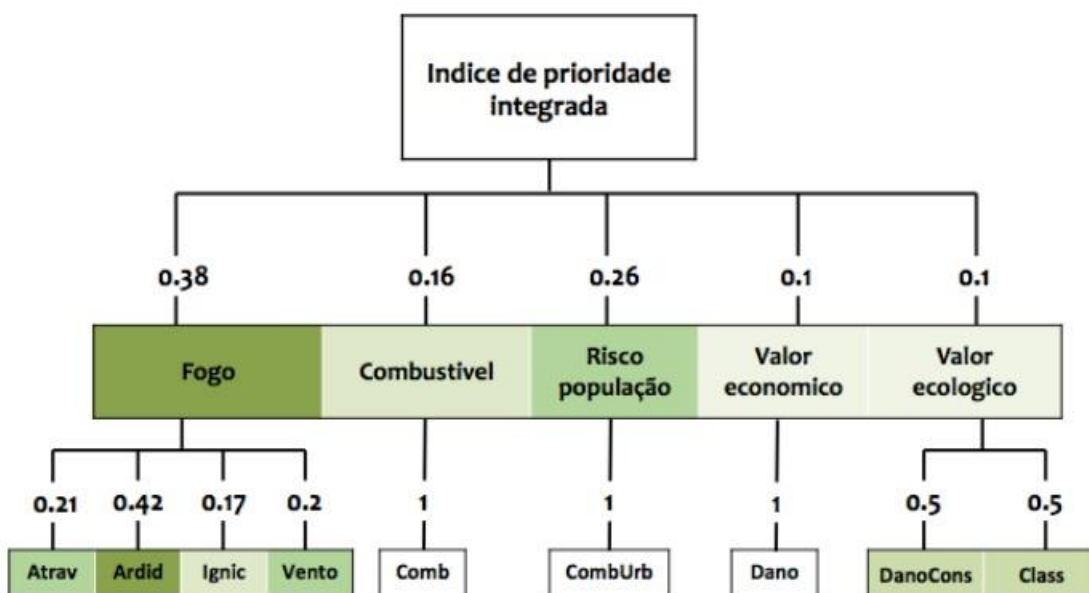 Indice de prioridade
integrada
0.38 0.16 0.26 0.1 0.1
Fogo
Combustivel
Risco
população
Valor
economico
Valor
ecologico
0.21 0.42 0.17 0.2 1 1 1 0.5 0.5
Atrav Ardid Ignic Vento Comb CombUrb Dano DanoCons Class